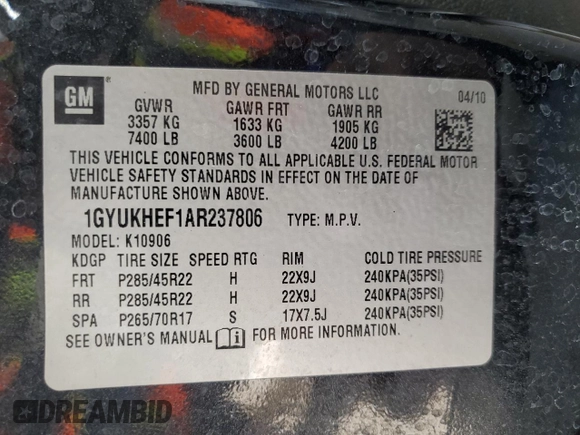 GM
MFD BY GENERAL MOTORS LLC
04/10
GVWR GAWR FRT GAWR RR
3357 KG 1633 KG 1905 KG
7400 LB 3600 LB 4200 LB
THIS VEHICLE CONFORMS TO ALL APPLICABLE U.S. FEDERAL MOTOR
VEHICLE SAFETY STANDARDS IN EFFECT ON THE DATE OF
MANUFACTURE SHOWN ABOVE.
1GYUKHEF1AR237806 TYPE: M.P.V.
MODEL: K10906
KDGP TIRE SIZE SPEED RTG RIM COLD TIRE PRESSURE
FRT P285/45R22 H 22X9J 240KPA(35PSI)
RR P285/45R22 H 22X9J 240KPA(35PSI)
SPA P265/70R17 S 17X7.5J 240KPA(35PSI)
SEE OWNER'S MANUAL FOR MORE INFORMATION.
DREAMBID